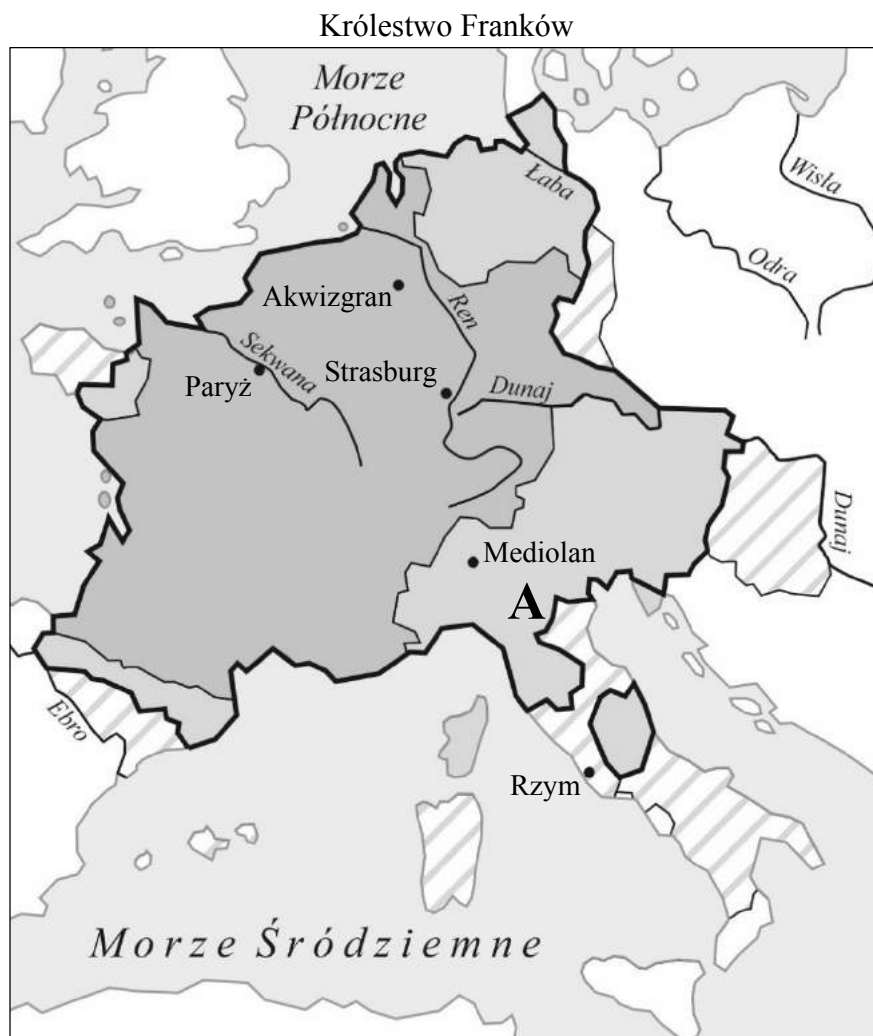 Królestwo Franków
Morze
Północne
Łaba
Wisła
Odra
Akwizgran
Ren
Sekwana
Paryż
Strasburg
Dunaj
Dunaj
Mediolan
A
Ebro
Rzym
Morze Śródziemne